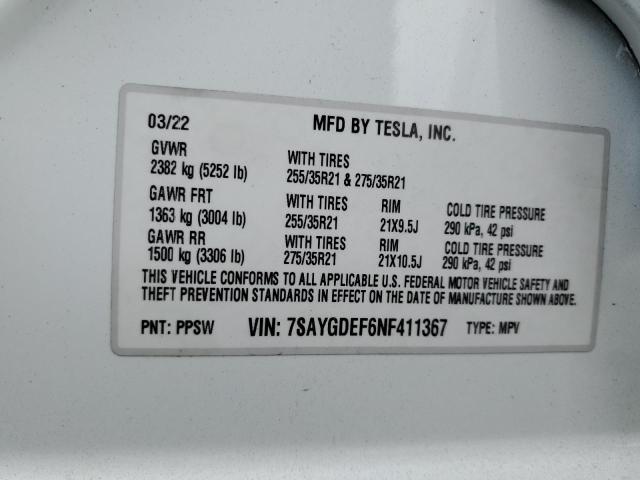 03/22 MFD BY TESLA, INC.
GVWR WITH TIRES
2382 kg (5252 lb) 255/35R21 & 275/35R21
GAWR FRT WITH TIRES RIM COLD TIRE PRESSURE
1363 kg (3004 lb) 255/35R21 21X9.5J 290 kPa, 42 psi
GAWR RR WITH TIRES RIM COLD TIRE PRESSURE
1500 kg (3306 lb) 275/35R21 21X10.5J 290 kPa, 42 psi
THIS VEHICLE CONFORMS TO ALL APPLICABLE U.S. FEDERAL MOTOR VEHICLE SAFETY AND
THEFT PREVENTION STANDARDS IN EFFECT ON THE DATE OF MANUFACTURE SHOWN ABOVE.
PNT: PPSW VIN: 7SAYGDEF6NF411367 TYPE: MPV